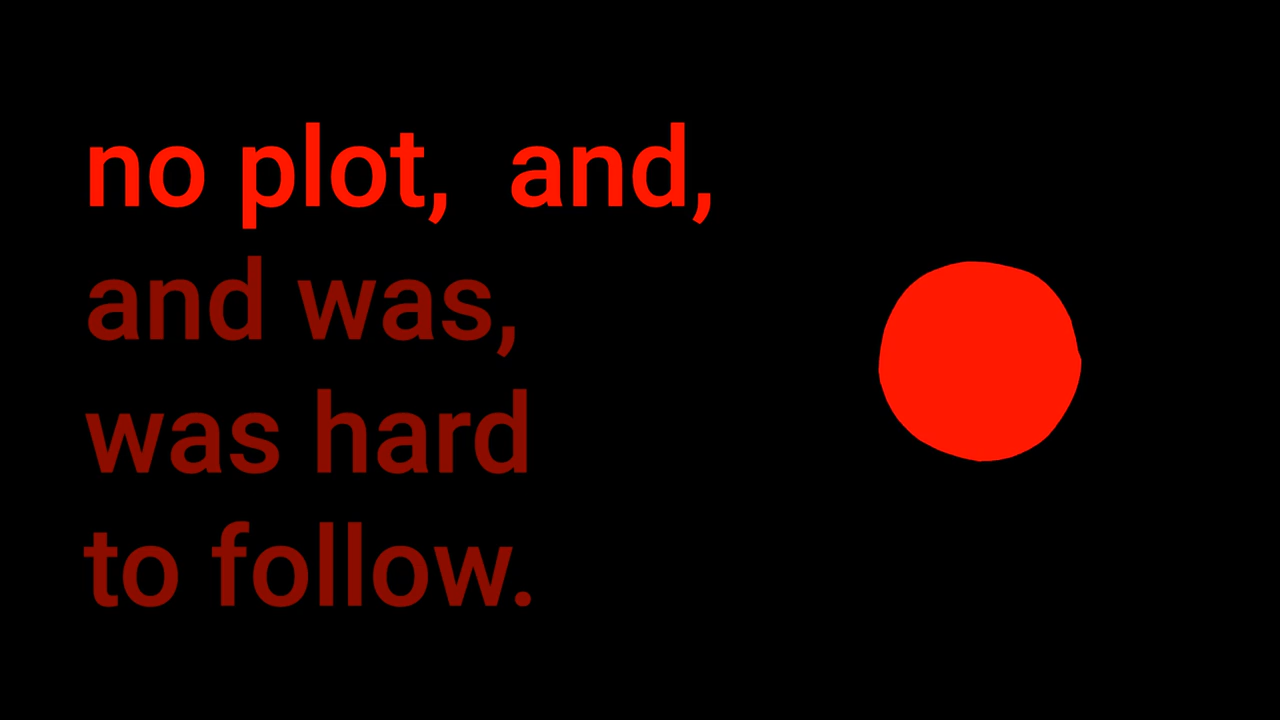 no plot,  and,
and was,
was hard
to follow.